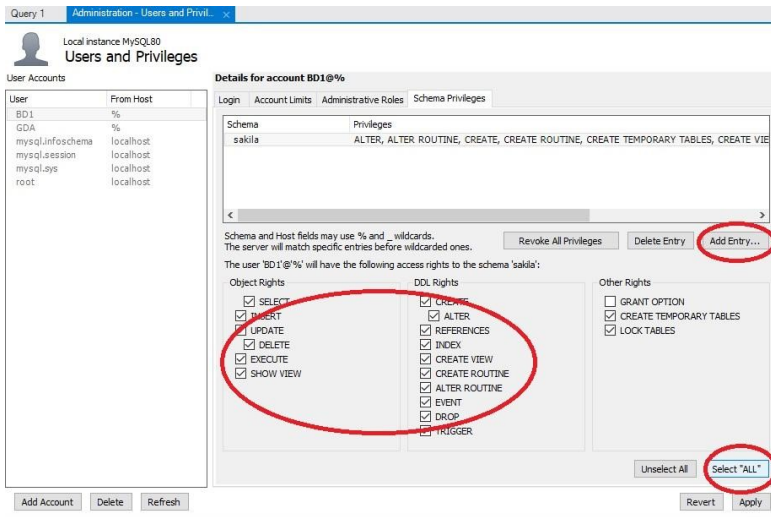 Query 1 Administration - Users and Privil...
Local instance MySQL80
Users and Privileges
User Accounts
User From Host
BD1 %
GDA %
mysql.infoschema localhost
mysql.session localhost
mysql.sys localhost
root localhost
Add Account Delete Refresh
Details for account BD1@%
Login Account Limits Administrative Roles Schema Privileges
Schema Privileges
sakila ALTER, ALTER ROUTINE, CREATE, CREATE ROUTINE, CREATE TEMPORARY TABLES, CREATE VIE
Schema and Host fields may use % and _ wildcards.
The server will match specific entries before wildcarded ones.
Revoke All Privileges Delete Entry Add Entry...
The user 'BD1'@'%' will have the following access rights to the schema 'sakila':
Object Rights
SELECT
INSERT
UPDATE
DELETE
EXECUTE
SHOW VIEW
DDL Rights
CREATE
ALTER
REFERENCES
INDEX
CREATE VIEW
CREATE ROUTINE
ALTER ROUTINE
EVENT
DROP
TRIGGER
Other Rights
GRANT OPTION
CREATE TEMPORARY TABLES
LOCK TABLES
Unselect All Select "ALL"
Revert Apply